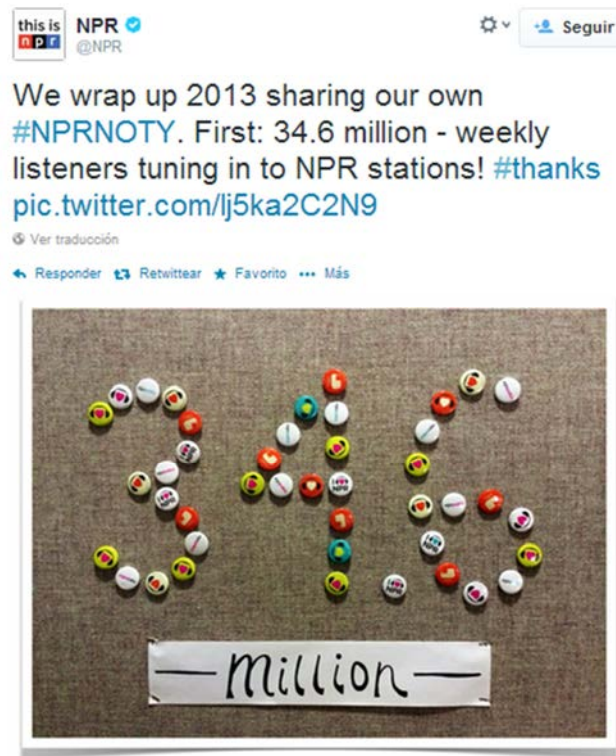 this is
npr
NPR
@NPR
Seguir
We wrap up 2013 sharing our own
#NPRNOTY. First: 34.6 million - weekly
listeners tuning in to NPR stations! #thanks
pic.twitter.com/lj5ka2C2N9
Ver traducción
Responder Retwittear Favorito ••• Más
34.6
I NPR
million